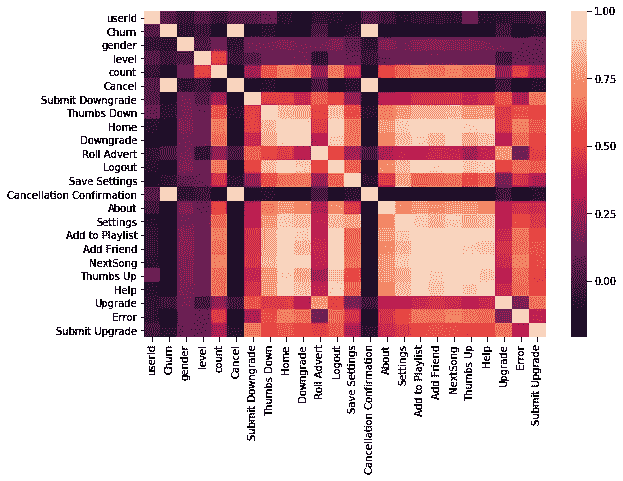 userId
Churn
gender
level
count
Cancel
Submit Downgrade
Thumbs Down
Home
Downgrade
Roll Advert
Logout
Save Settings
Cancellation Confirmation
About
Settings
Add to Playlist
Add Friend
NextSong
Thumbs Up
Help
Upgrade
Error
Submit Upgrade
userId
Churn
gender
level
count
Cancel
Submit Downgrade
Thumbs Down
Home
Downgrade
Roll Advert
Logout
Save Settings
Cancellation Confirmation
About
Settings
Add to Playlist
Add Friend
NextSong
Thumbs Up
Help
Upgrade
Error
Submit Upgrade
1.00
0.75
0.50
0.25
0.00